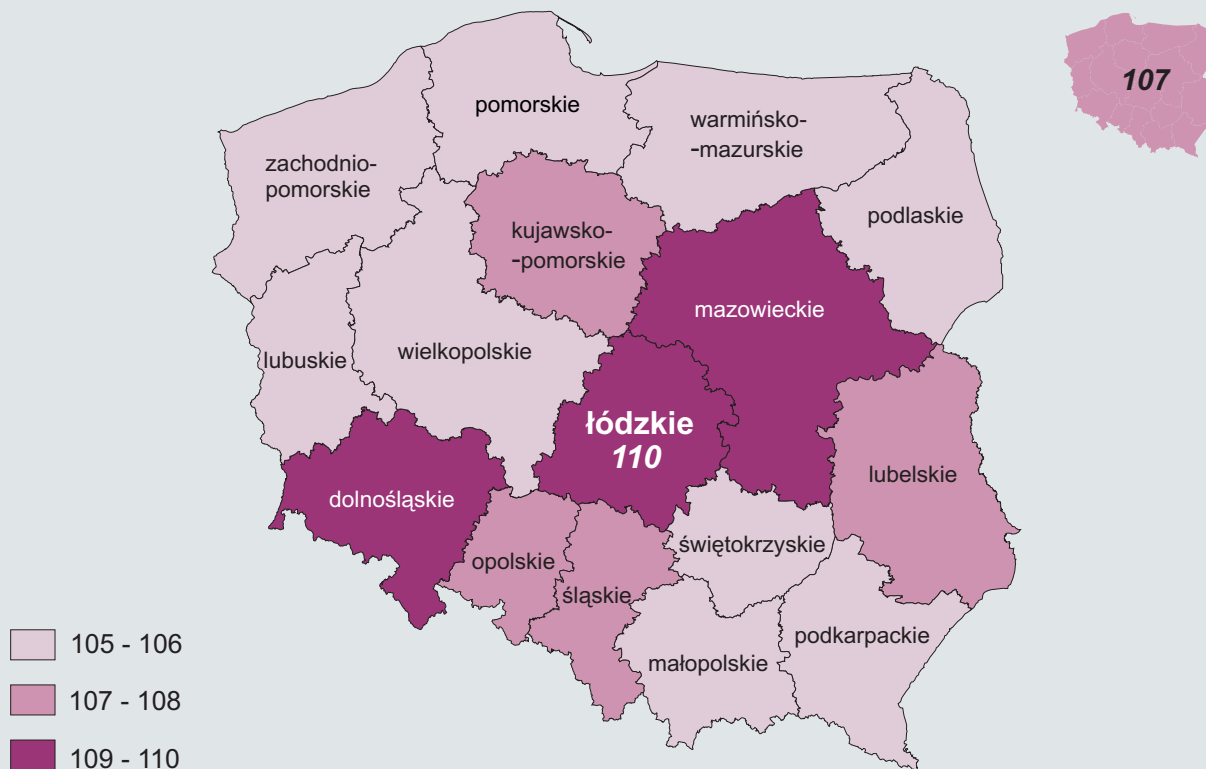 107
pomorskie
warmińsko-
-mazurskie
zachodnio-
pomorskie
podlaskie
kujawsko-
-pomorskie
mazowieckie
lubuskie
wielkopolskie
łódzkie
110
lubelskie
dolnośląskie
świętokrzyskie
opolskie
śląskie
podkarpackie
małopolskie
105 - 106
107 - 108
109 - 110